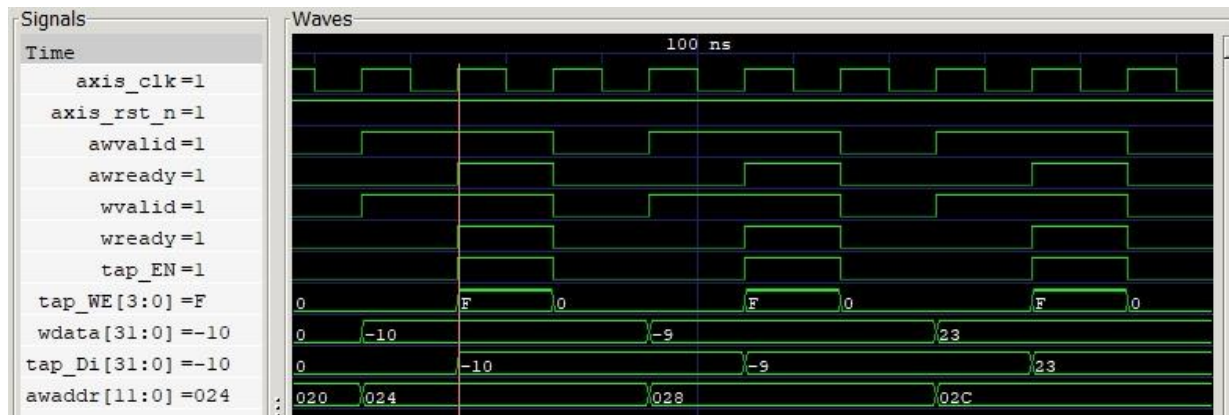 Signals
Waves
Time
100 ns
axis_clk=1
axis_rst_n=1
awvalid=1
awready=1
wvalid=1
wready=1
tap_EN=1
tap_WE[3:0]=F
0 F 0 F 0 F 0
wdata[31:0]=-10
0 -10 -9 23
tap_Di[31:0]=-10
0 -10 -9 23
awaddr[11:0]=024
020 024 028 02C